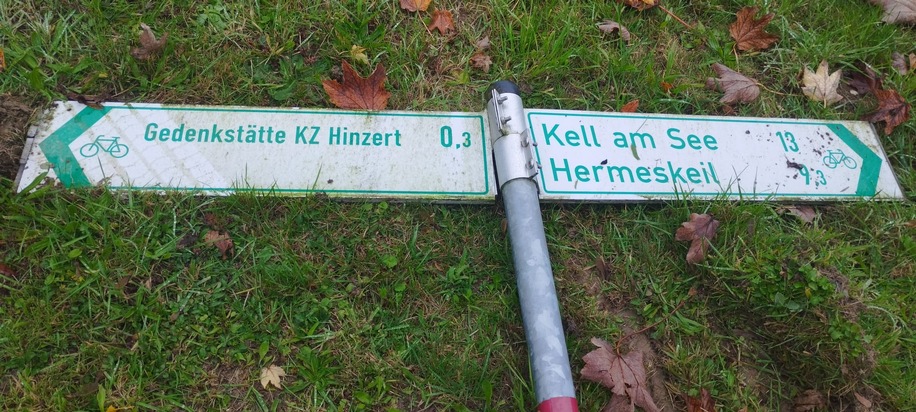 Gedenkstätte KZ Hinzert 0,3
Kell am See 13
Hermeskeil 9,3